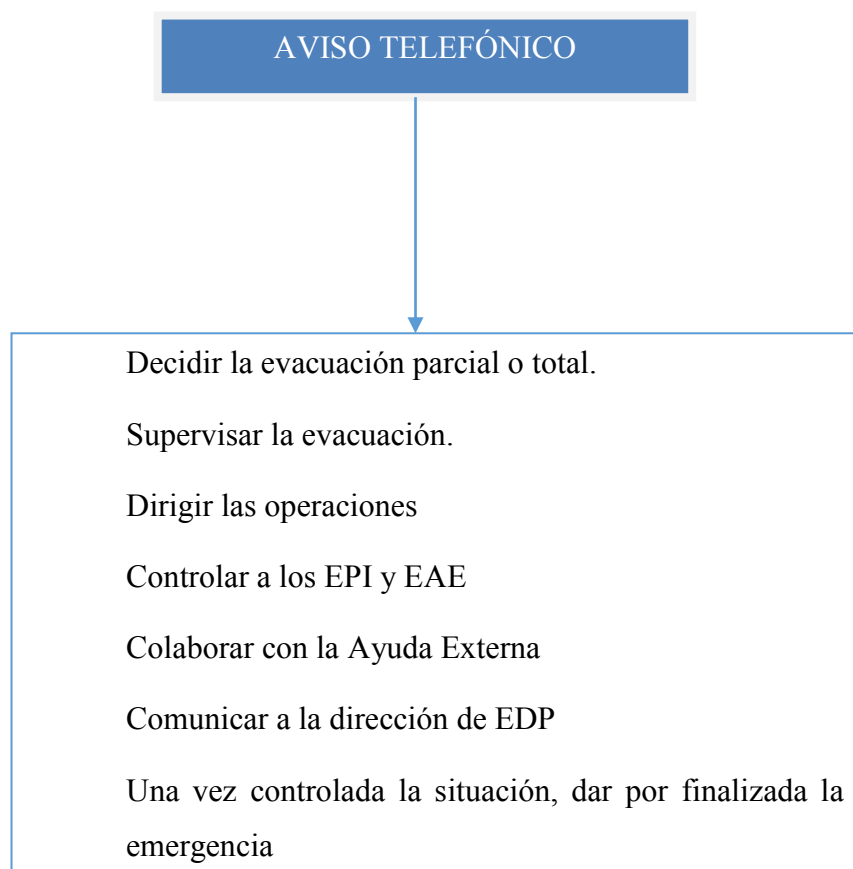 AVISO TELEFÓNICO
Decidir la evacuación parcial o total.
Supervisar la evacuación.
Dirigir las operaciones
Controlar a los EPI y EAE
Colaborar con la Ayuda Externa
Comunicar a la dirección de EDP
Una vez controlada la situación, dar por finalizada la
emergencia